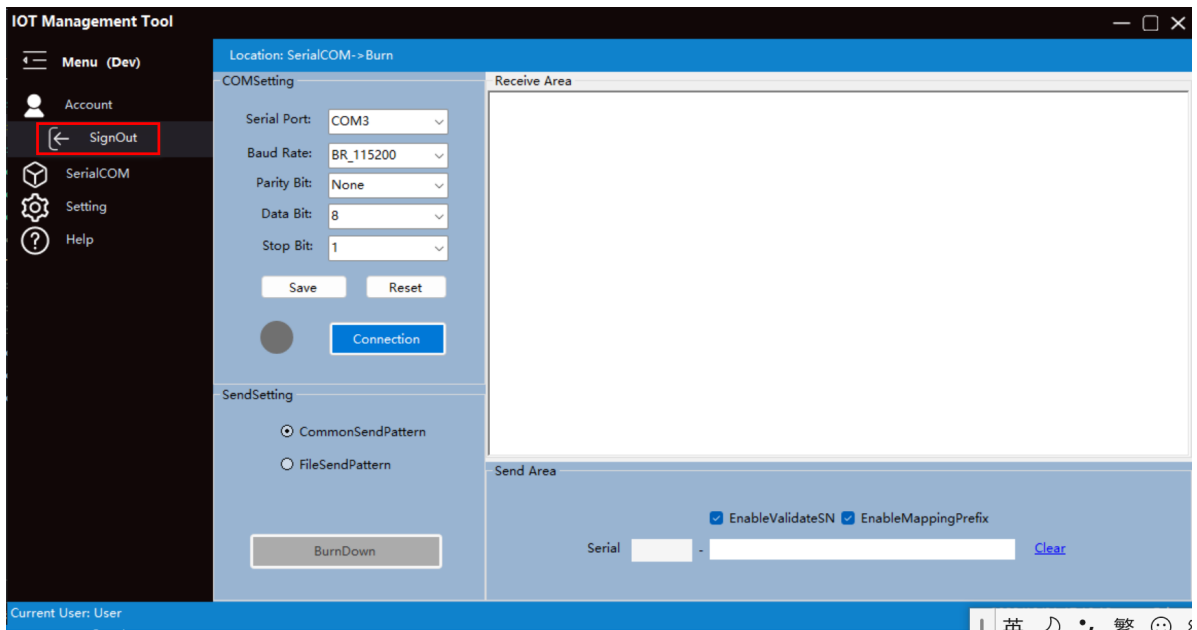 IOT Management Tool
Menu (Dev)
Location: SerialCOM->Burn
Account
SignOut
SerialCOM
Setting
Help
COMSetting
Serial Port: COM3
Baud Rate: BR_115200
Parity Bit: None
Data Bit: 8
Stop Bit: 1
Save Reset
Connection
SendSetting
CommonSendPattern
FileSendPattern
BurnDown
Receive Area
Send Area
EnableValidateSN EnableMappingPrefix
Serial - Clear
Current User: User
英 繁